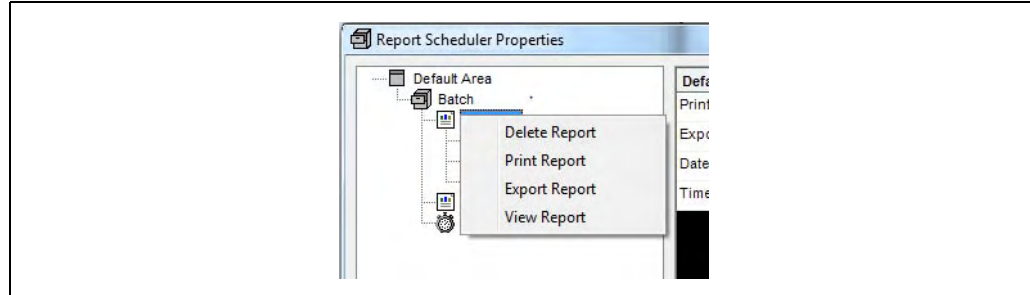 Report Scheduler Properties
Default Area
Batch
Delete Report
Print Report
Export Report
View Report
Defa
Print
Expo
Date
Time